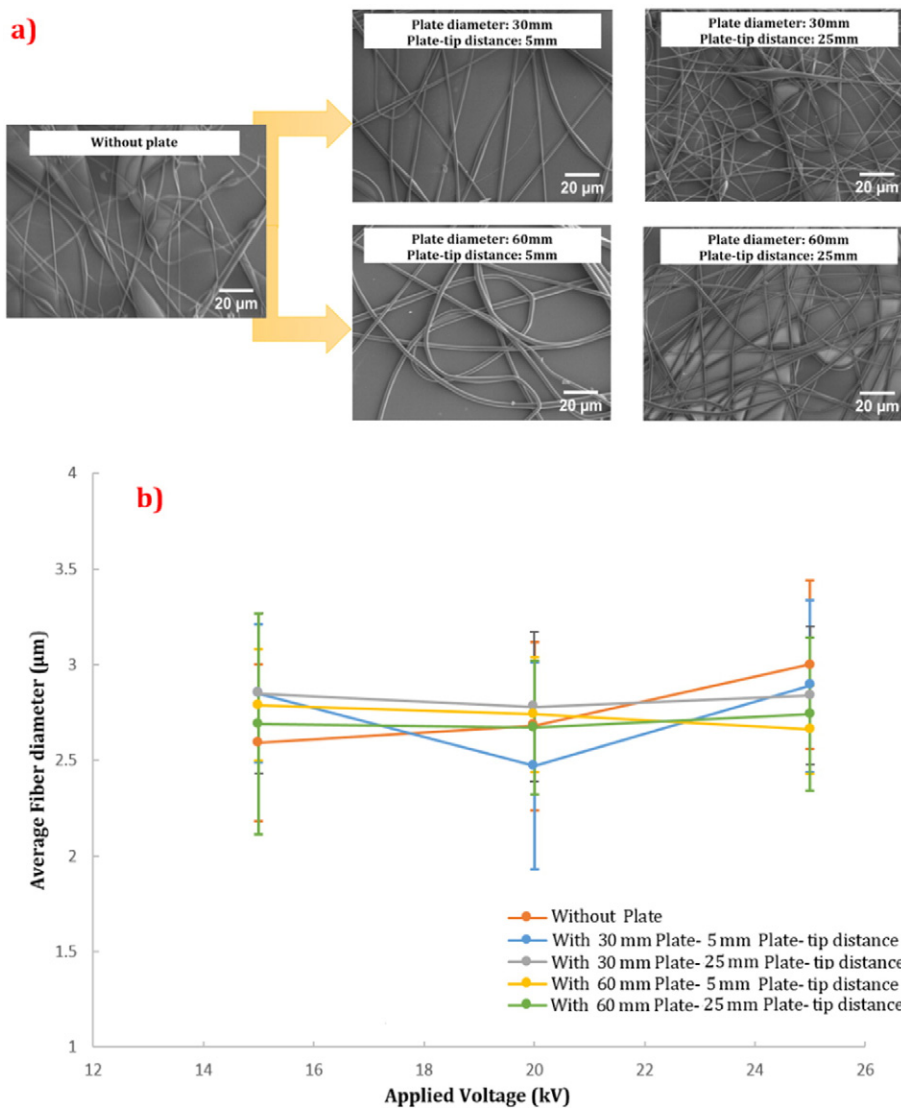 a)
Without plate
20 µm
Plate diameter: 30mm
Plate-tip distance: 5mm
20 µm
Plate diameter: 30mm
Plate-tip distance: 25mm
20 µm
Plate diameter: 60mm
Plate-tip distance: 5mm
20 µm
Plate diameter: 60mm
Plate-tip distance: 25mm
20 µm
b)
Average Fiber diameter (µm)
4
3.5
3
2.5
2
1.5
1
Without Plate
With 30 mm Plate- 5 mm Plate- tip distance
With 30 mm Plate- 25 mm Plate- tip distance
With 60 mm Plate- 5 mm Plate- tip distance
With 60 mm Plate- 25 mm Plate- tip distance
12 14 16 18 20 22 24 26
Applied Voltage (kV)